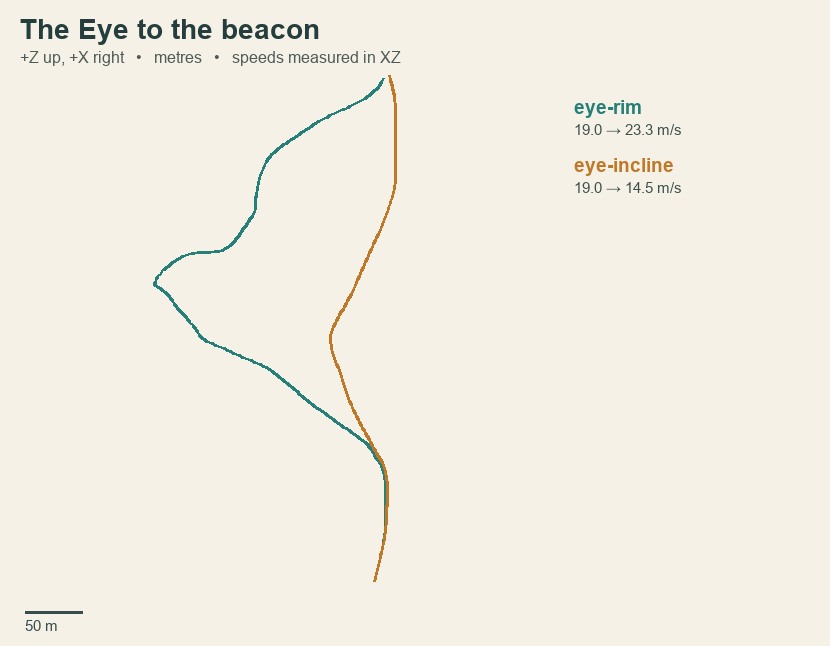 The Eye to the beacon
+Z up, +X right • metres • speeds measured in XZ
eye-rim
19.0 → 23.3 m/s
eye-incline
19.0 → 14.5 m/s
50 m